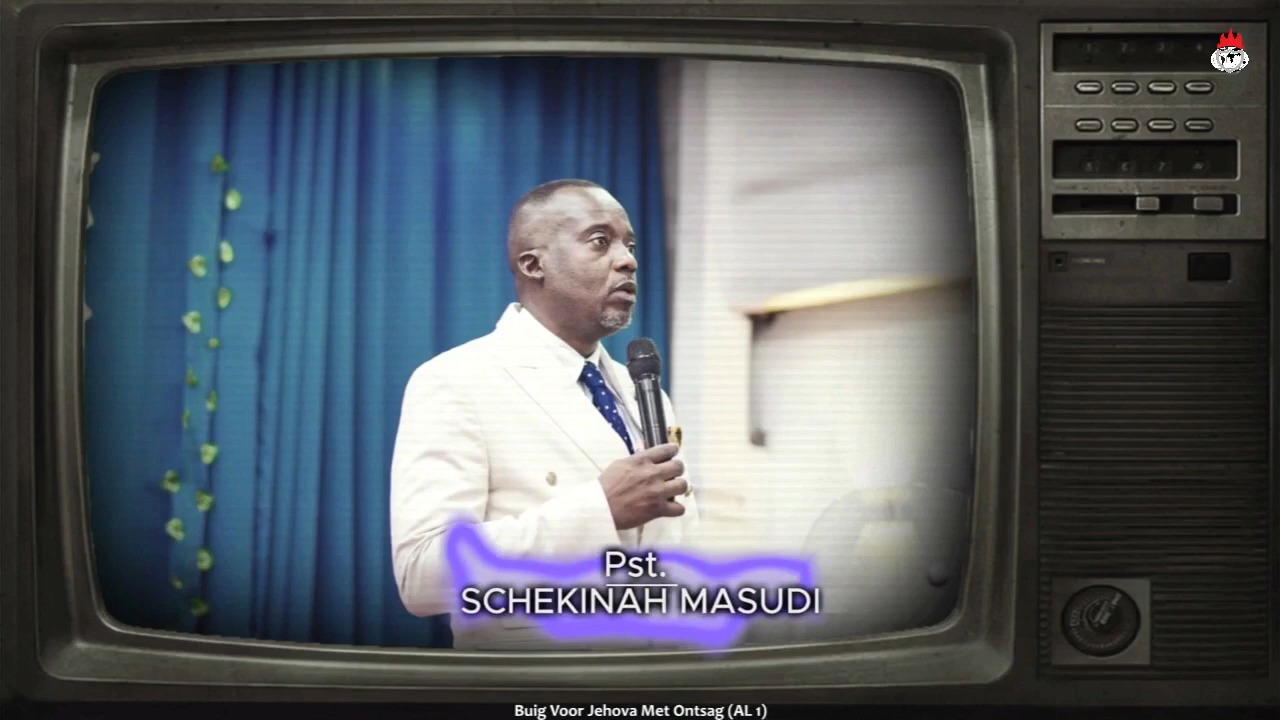 Pst.
SCHEKINAH MASUDI
Buig Voor Jehova Met Ontsag (AL 1)